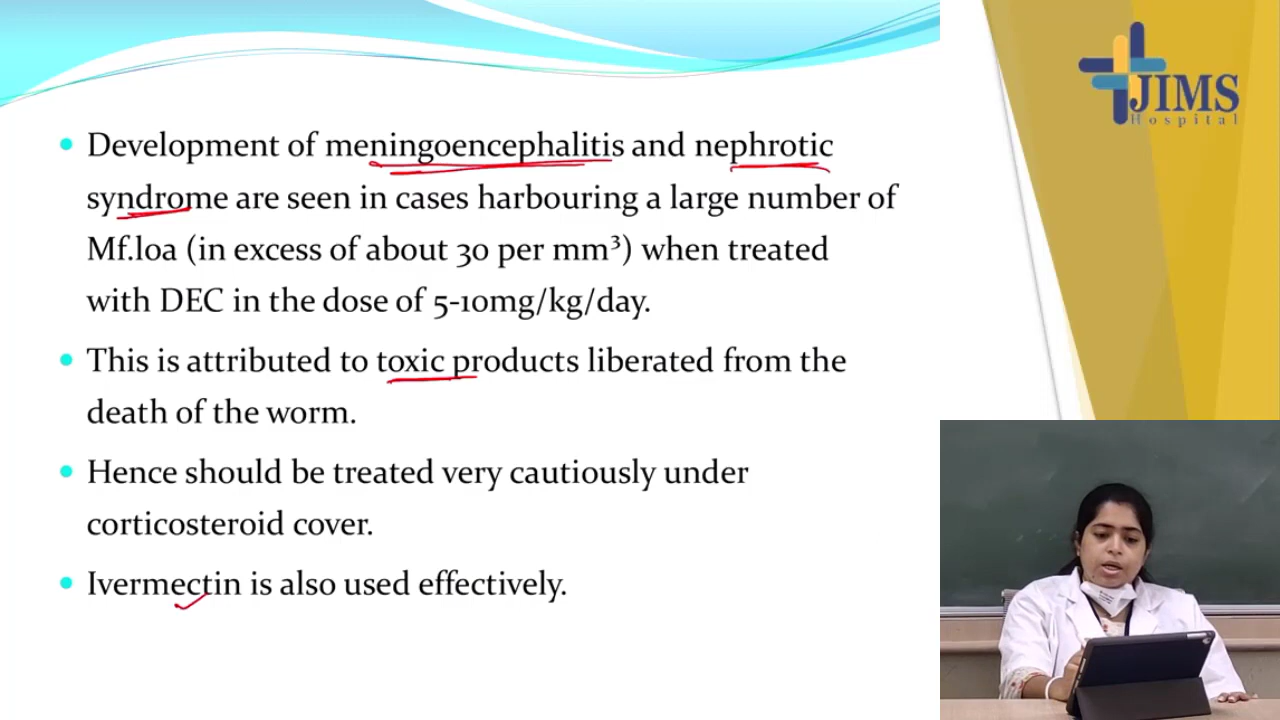 JIMS
Hospital
Development of meningoencephalitis and nephrotic
syndrome are seen in cases harbouring a large number of
Mf.loa (in excess of about 30 per mm³) when treated
with DEC in the dose of 5-10mg/kg/day.
This is attributed to toxic products liberated from the
death of the worm.
Hence should be treated very cautiously under
corticosteroid cover.
Ivermectin is also used effectively.